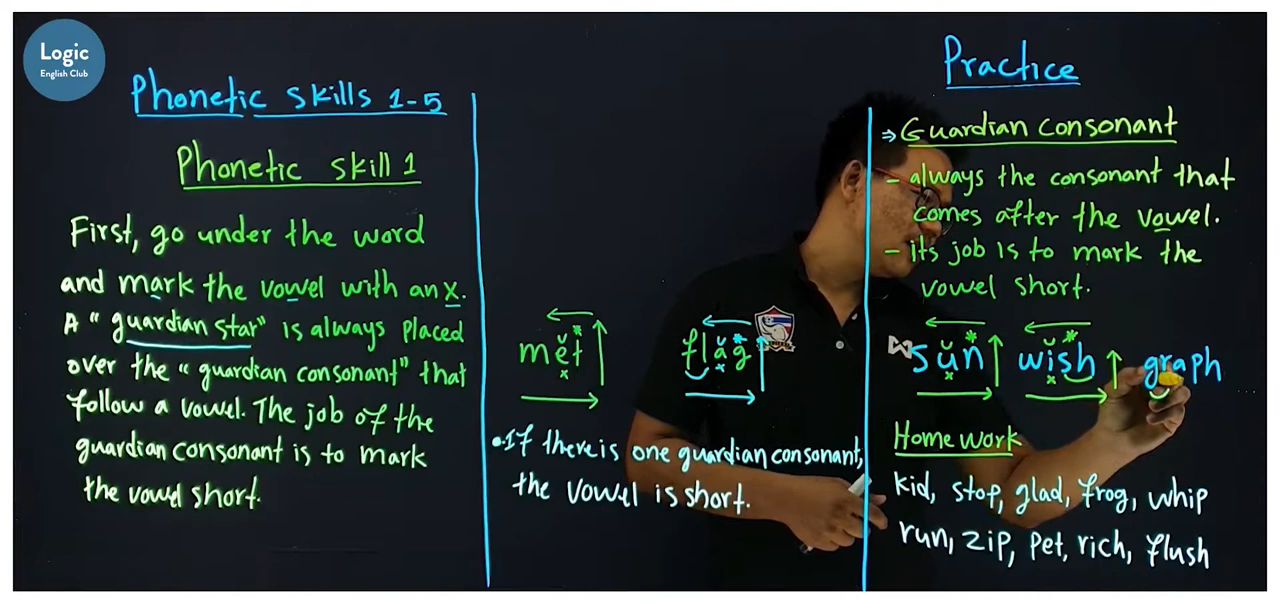 Logic
English Club
Phonetic skills 1-5
Phonetic skill 1
First, go under the word
and mark the vowel with an x.
A "guardian star" is always placed
over the "guardian consonant" that
follow a vowel. The job of the
guardian consonant is to mark
the vowel short.
mĕt
flăg
• If there is one guardian consonant,
the vowel is short.
Practice
⇒ Guardian consonant
- always the consonant that
comes after the vowel.
- its job is to mark the
vowel short.
sŭn wĭsh graph
Homework
kid, stop, glad, frog, whip
run, zip, pet, rich, flush